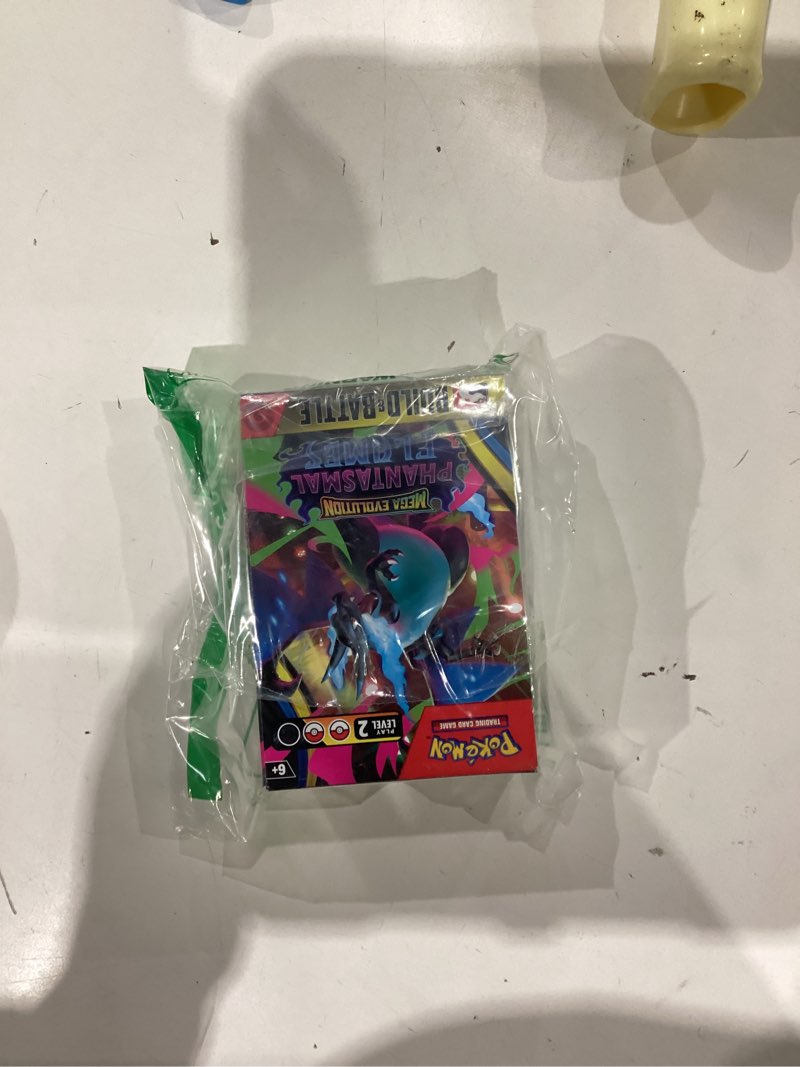 POKÉMON
TRADING CARD GAME
PLAY
LEVEL 2
6+
MEGA EVOLUTION
PHANTASMAL
FLAMES
BUILD & BATTLE